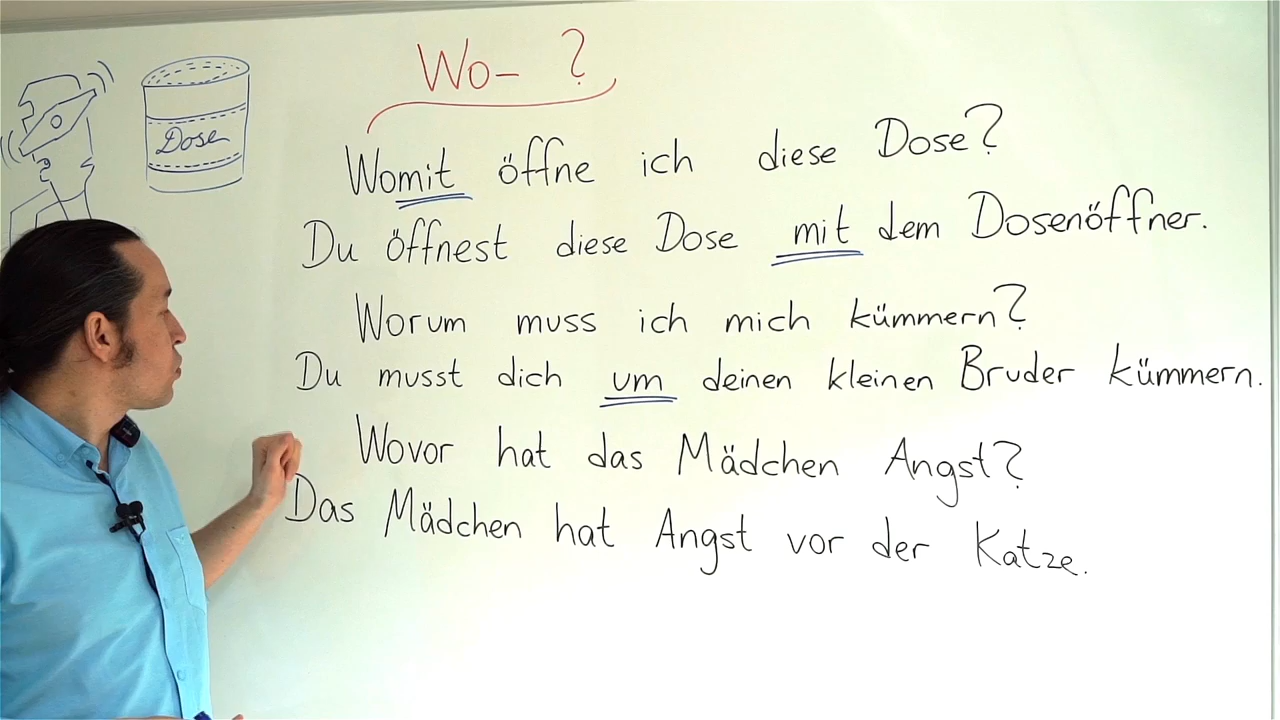 Wo- ?
Dosen
Womit öffne ich diese Dose?
Du öffnest diese Dose mit dem Dosenöffner.
Worum muss ich mich kümmern?
Du musst dich um deinen kleinen Bruder kümmern.
Wovor hat das Mädchen Angst?
Das Mädchen hat Angst vor der Katze.